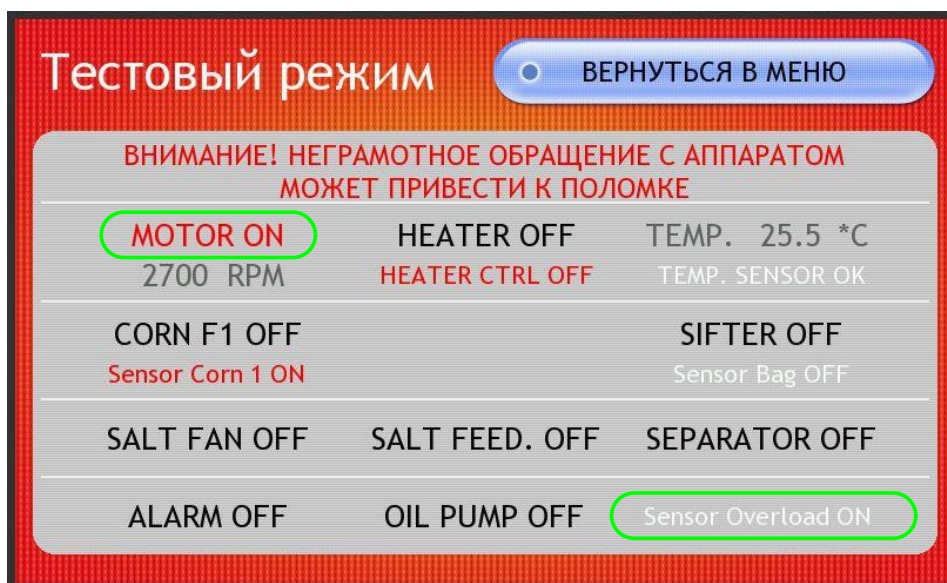 Тестовый режим
ВЕРНУТЬСЯ В МЕНЮ
ВНИМАНИЕ! НЕГРАМОТНОЕ ОБРАЩЕНИЕ С АППАРАТОМ
МОЖЕТ ПРИВЕСТИ К ПОЛОМКЕ
MOTOR ON
HEATER OFF
TEMP. 25.5 *C
2700 RPM
HEATER CTRL OFF
TEMP. SENSOR OK
CORN F1 OFF
SIFTER OFF
Sensor Corn 1 ON
Sensor Bag OFF
SALT FAN OFF
SALT FEED. OFF
SEPARATOR OFF
ALARM OFF
OIL PUMP OFF
Sensor Overload ON